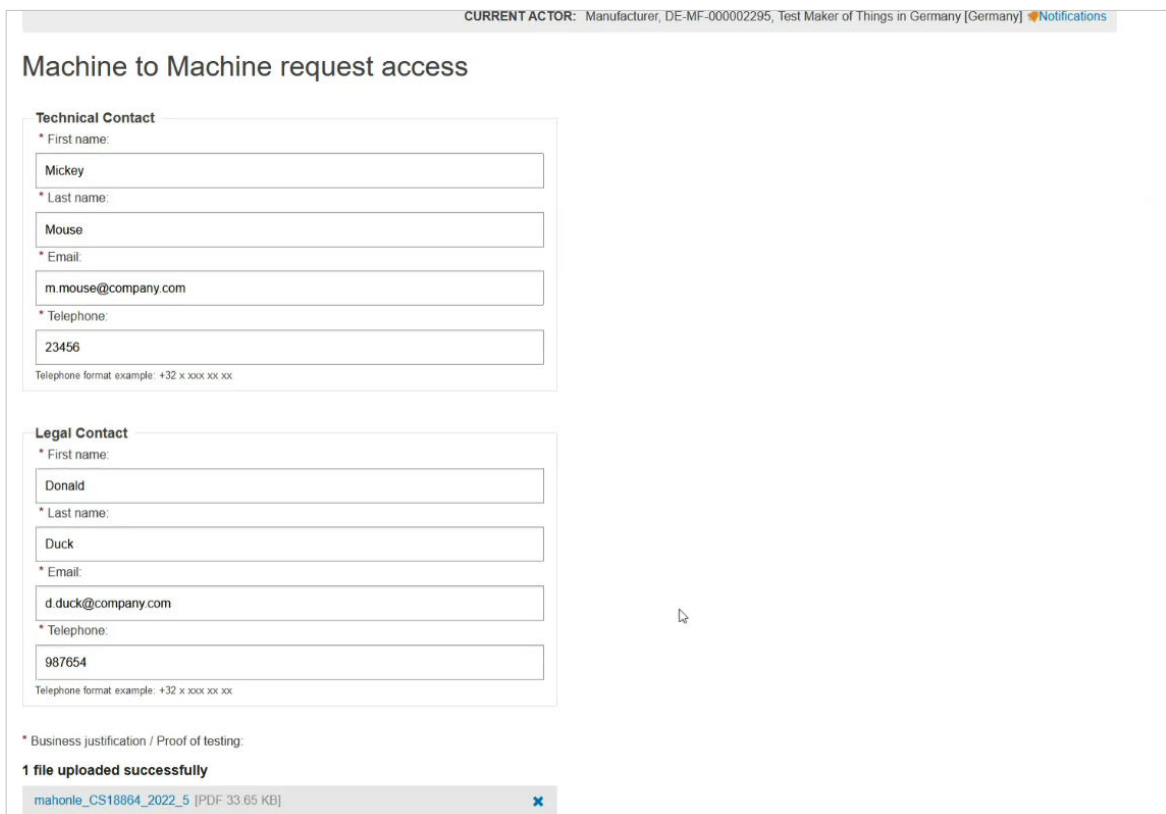 CURRENT ACTOR: Manufacturer, DE-MF-000002295, Test Maker of Things in Germany [Germany] Notifications
Machine to Machine request access
Technical Contact
* First name:
Mickey
* Last name:
Mouse
* Email:
m.mouse@company.com
* Telephone:
23456
Telephone format example: +32 x xxx xx xx
Legal Contact
* First name:
Donald
* Last name:
Duck
* Email:
d.duck@company.com
* Telephone:
987654
Telephone format example: +32 x xxx xx xx
* Business justification / Proof of testing:
1 file uploaded successfully
mahonle_CS18864_2022_5 [PDF 33.65 KB]